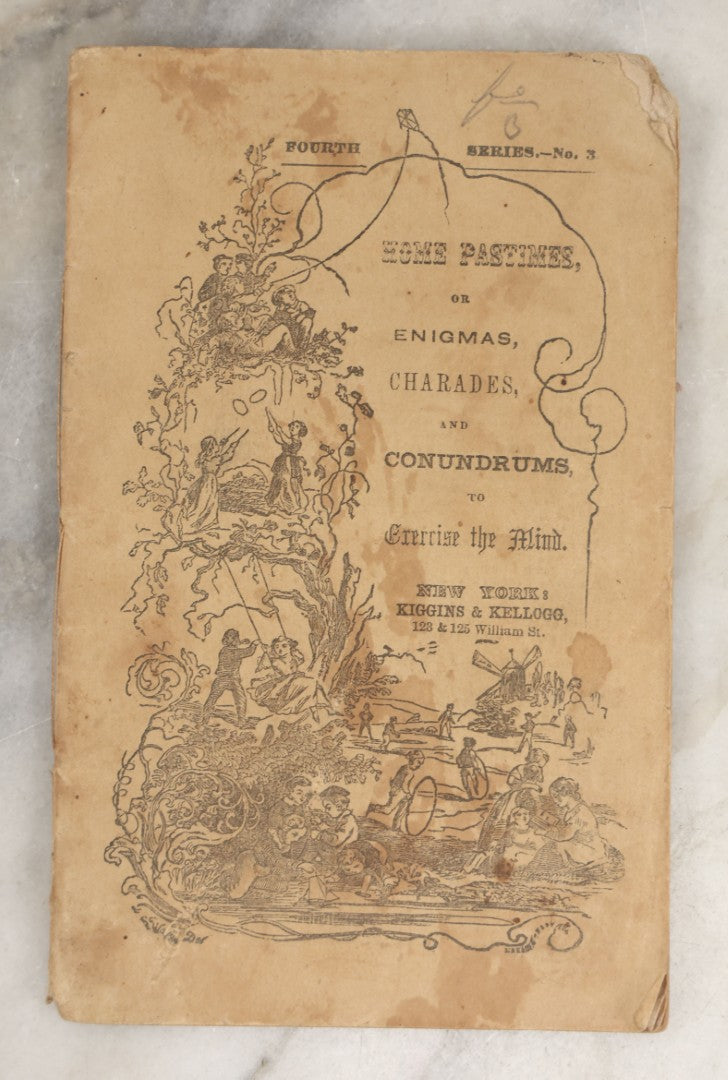 FOURTH SERIES.—No. 3
HOME PASTIMES,
OR
ENIGMAS,
CHARADES,
AND
CONUNDRUMS,
TO
Exercise the Mind.
NEW YORK:
KIGGINS & KELLOGG,
123 & 125 William St.